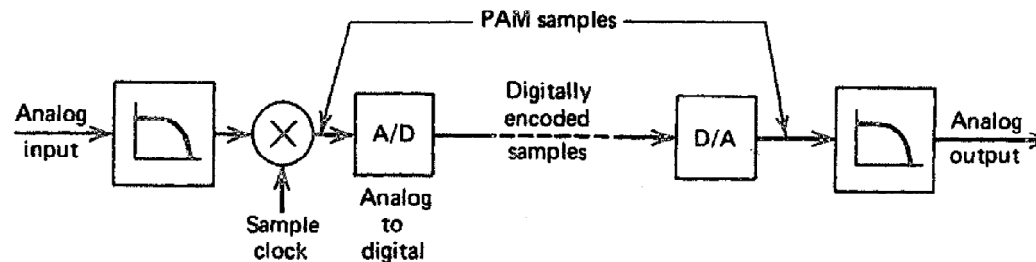 PAM samples
Analog
input
A/D
Analog
to
digital
Sample
clock
Digitally
encoded
samples
D/A
Analog
output